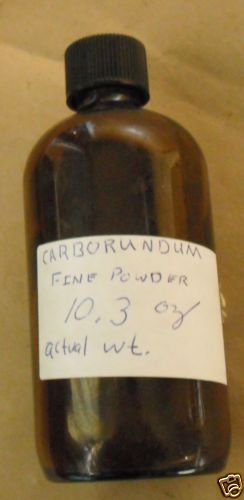 CARBORUNDUM
FINE POWDER
10.3 oz
actual wt.